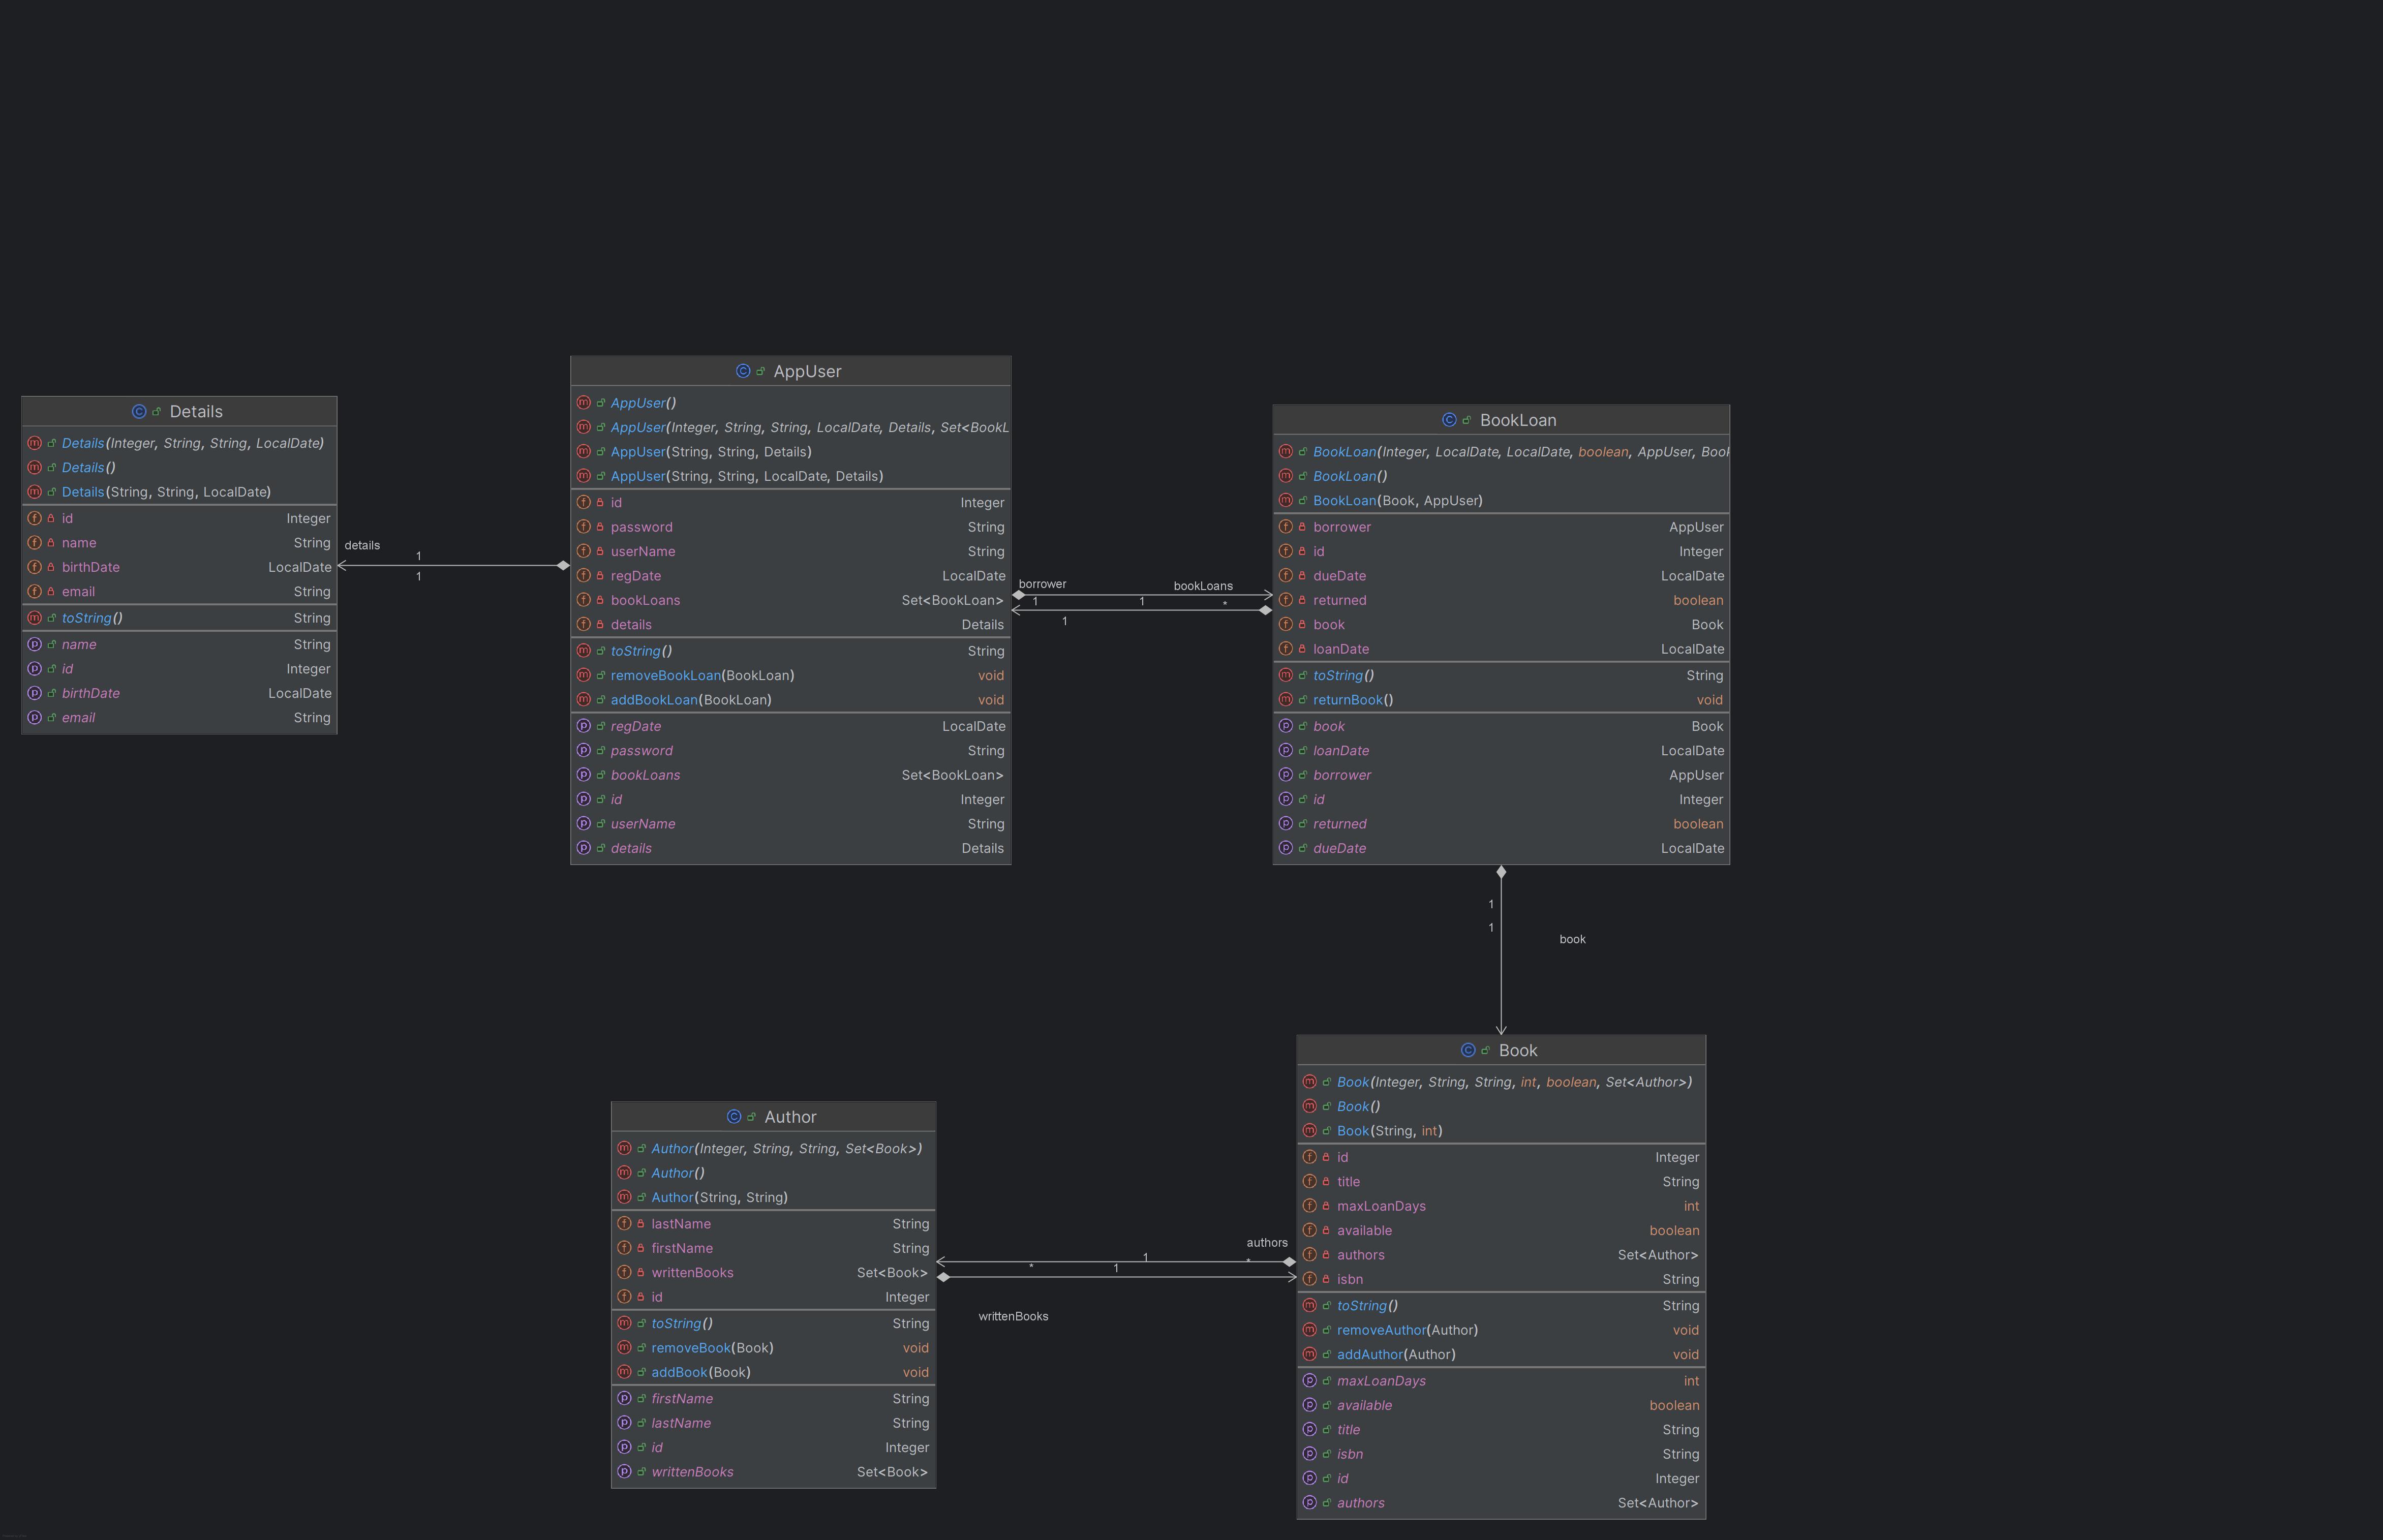 Details
Details(Integer, String, String, LocalDate)
Details()
Details(String, String, LocalDate)
id Integer
name String
birthDate LocalDate
email String
toString() String
name String
id Integer
birthDate LocalDate
email String
details
1
1
AppUser
AppUser()
AppUser(Integer, String, String, LocalDate, Details, Set<BookL
AppUser(String, String, Details)
AppUser(String, String, LocalDate, Details)
id Integer
password String
userName String
regDate LocalDate
bookLoans Set<BookLoan>
details Details
toString() String
removeBookLoan(BookLoan) void
addBookLoan(BookLoan) void
regDate LocalDate
password String
bookLoans Set<BookLoan>
id Integer
userName String
details Details
borrower bookLoans
1 1 *
1
BookLoan
BookLoan(Integer, LocalDate, LocalDate, boolean, AppUser, Book
BookLoan()
BookLoan(Book, AppUser)
borrower AppUser
id Integer
dueDate LocalDate
returned boolean
book Book
loanDate LocalDate
toString() String
returnBook() void
book Book
loanDate LocalDate
borrower AppUser
id Integer
returned boolean
dueDate LocalDate
1
1
book
Author
Author(Integer, String, String, Set<Book>)
Author()
Author(String, String)
lastName String
firstName String
writtenBooks Set<Book>
id Integer
toString() String
removeBook(Book) void
addBook(Book) void
firstName String
lastName String
id Integer
writtenBooks Set<Book>
authors
1 *
* 1
writtenBooks
Book
Book(Integer, String, String, int, boolean, Set<Author>)
Book()
Book(String, int)
id Integer
title String
maxLoanDays int
available boolean
authors Set<Author>
isbn String
toString() String
removeAuthor(Author) void
addAuthor(Author) void
maxLoanDays int
available boolean
title String
isbn String
id Integer
authors Set<Author>